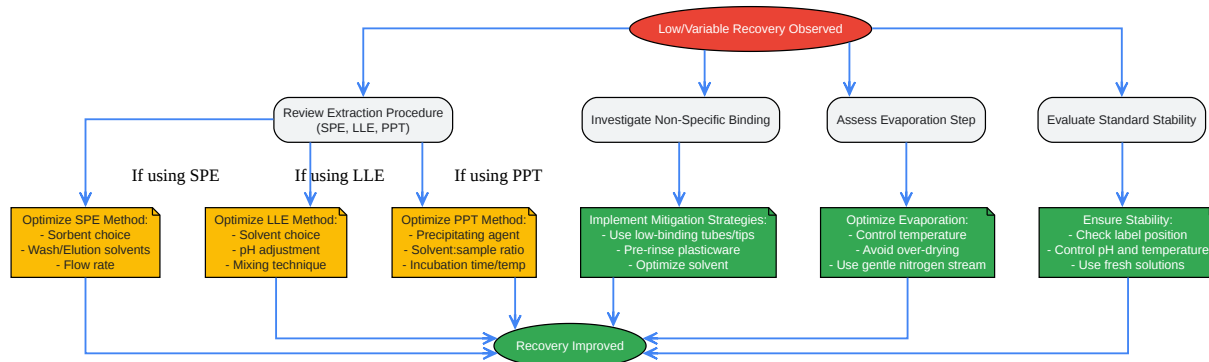 Low/Variable Recovery Observed
Review Extraction Procedure
(SPE, LLE, PPT)
Investigate Non-Specific Binding
Assess Evaporation Step
Evaluate Standard Stability
If using SPE
If using LLE
If using PPT
Optimize SPE Method:
- Sorbent choice
- Wash/Elution solvents
- Flow rate
Optimize LLE Method:
- Solvent choice
- pH adjustment
- Mixing technique
Optimize PPT Method:
- Precipitating agent
- Solvent:sample ratio
- Incubation time/temp
Implement Mitigation Strategies:
- Use low-binding tubes/tips
- Pre-rinse plasticware
- Optimize solvent
Optimize Evaporation:
- Control temperature
- Avoid over-drying
- Use gentle nitrogen stream
Ensure Stability:
- Check label position
- Control pH and temperature
- Use fresh solutions
Recovery Improved